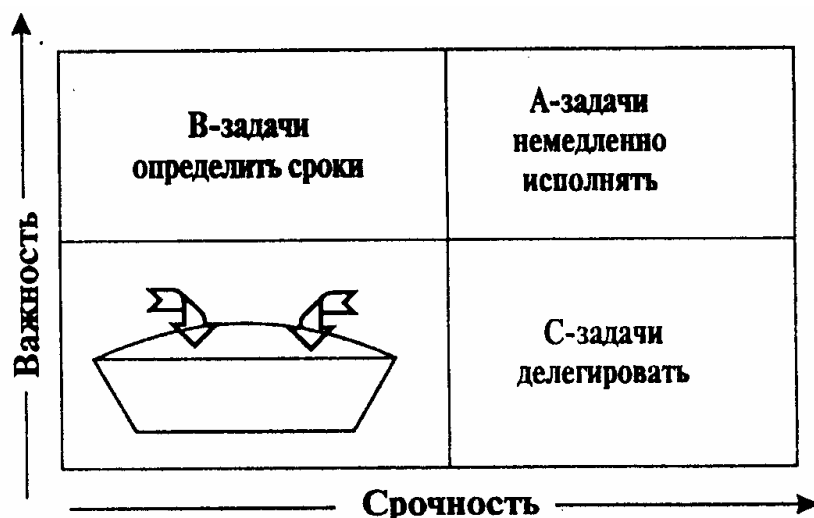 В-задачи
определить сроки
А-задачи
немедленно
исполнять
С-задачи
делегировать
Важность
Срочность